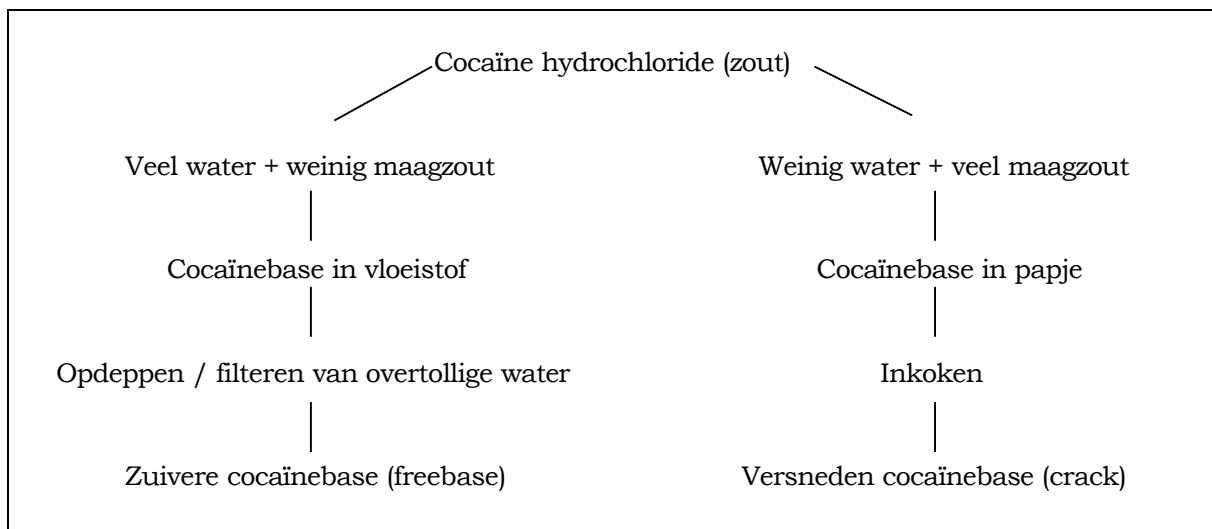 Cocaïne hydrochloride (zout)
Veel water + weinig maagzout
Weinig water + veel maagzout
Cocaïnebase in vloeistof
Cocaïnebase in papje
Opdeppen / filteren van overtollige water
Inkoken
Zuivere cocaïnebase (freebase)
Versneden cocaïnebase (crack)